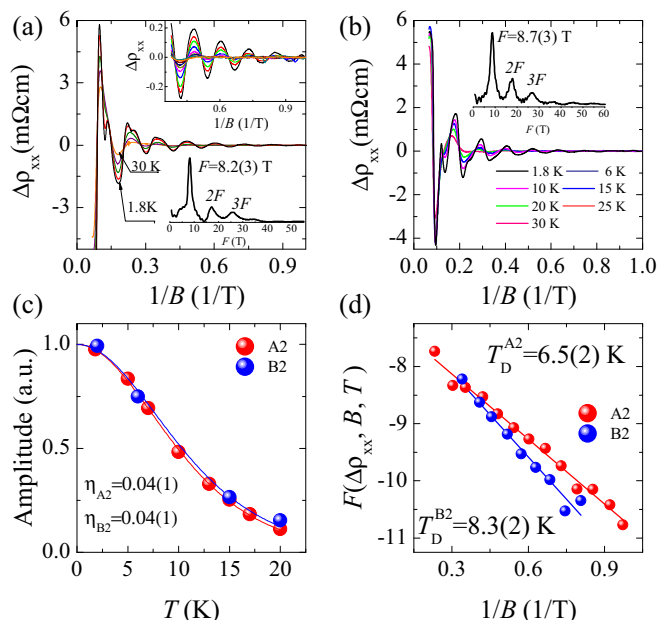 (a)
Δρxx(mΩcm)
4
0
-4
0.0 0.3 0.6 0.9
1/B (1/T)
30 K
1.8K
Δρxx
0.0
-0.2
0.3 0.6 0.9
1/B(1/T)
F=8.2(3) T
2F
3F
0 10 20 30 40 50
F (T)
(b)
Δρxx(mΩcm)
6
4
2
0
-2
-4
0.0 0.2 0.4 0.6 0.8 1.0
1/B (1/T)
F=8.7(3) T
2F
3F
0 10 20 30 40 50 60
F (T)
1.8 K 6 K
10 K 15 K
20 K 25 K
30 K
(c)
Amplitude (a.u.)
1.0
0.5
0.0
0 5 10 15 20
T (K)
A2
B2
ηA2=0.04(1)
ηB2=0.04(1)
(d)
F(Δρxx, B, T)
-8
-9
-10
-11
0.3 0.6 0.9
1/B (1/T)
TDA2=6.5(2) K
A2
B2
TDB2=8.3(2) K